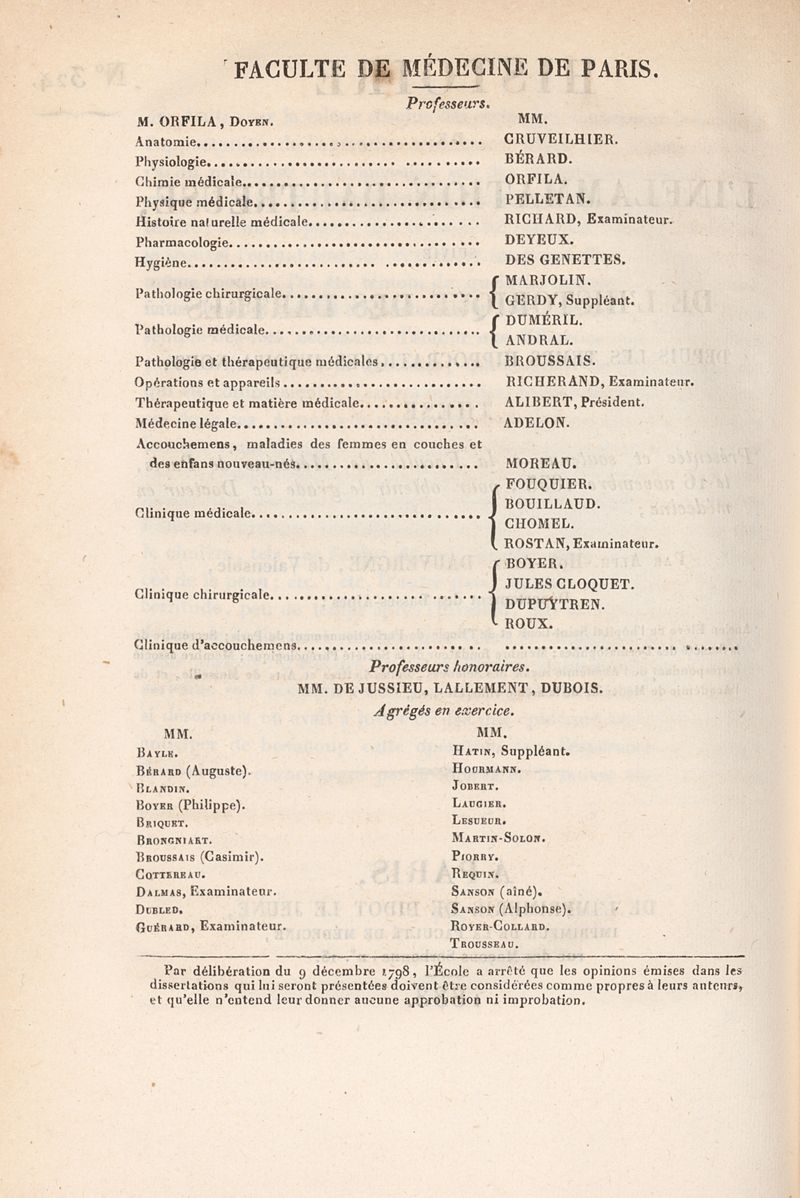 FACULTE DE MÉDECINE DE PARIS.
Professeurs.
M. ORFILA, DOYEN. MM.
Anatomie........................................ CRUVEILHIER.
Physiologie........................................ BÉRARD.
Chimie médicale........................................ ORFILA.
Physique médicale........................................ PELLETAN.
Histoire naturelle médicale........................................ RICHARD, Examinateur.
Pharmacologie........................................ DEYEUX.
Hygiène........................................ DES GENETTES.
Pathologie chirurgicale........................................ { MARJOLIN.
GERDY, Suppléant.
Pathologie médicale........................................ { DUMÉRIL.
ANDRAL.
Pathologie et thérapeutique médicales............... BROUSSAIS.
Opérations et appareils........................................ RICHERAND, Examinateur.
Thérapeutique et matière médicale............... ALIBERT, Président.
Médecine légale........................................ ADELON.
Accouchemens, maladies des femmes en couches et
des enfans nouveau-nés......................... MOREAU.
Clinique médicale........................................ { FOUQUIER.
BOUILLAUD.
CHOMEL.
ROSTAN, Examinateur.
Clinique chirurgicale........................................ { BOYER.
JULES CLOQUET.
DUPUYTREN.
ROUX.
Clinique d'accouchemens......................... ..............................
Professeurs honoraires.
MM. DE JUSSIEU, LALLEMENT, DUBOIS.
Agrégés en exercice.
MM.
BAYLE.
BÉRARD (Auguste).
BLANDIN.
BOYER (Philippe).
BRIQUET.
BRONGNIART.
BROUSSAIS (Casimir).
COTTEREAU.
DALMAS, Examinateur.
DUBLED.
GUÉRARD, Examinateur.
MM.
HATIN, Suppléant.
HOURMANN.
JOBERT.
LAUGIER.
LESUEUR.
MARTIN-SOLON.
PIORRY.
REQUIN.
SANSON (aîné).
SANSON (Alphonse).
ROYER-COLLARD.
TROUSSEAU.
Par délibération du 9 décembre 1798, l'École a arrêté que les opinions émises dans les
dissertations qui lui seront présentées doivent être considérées comme propres à leurs auteurs,
et qu'elle n'entend leur donner aucune approbation ni improbation.